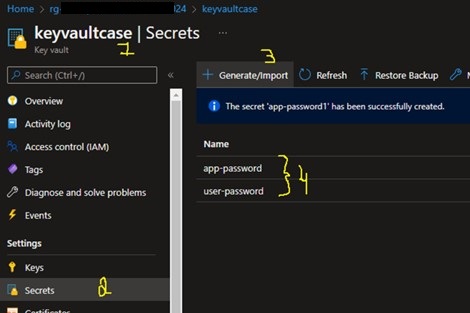 Home > rg- 024 > keyvaultcase >
keyvaultcase | Secrets ...
Key vault
1
3
Search (Ctrl+/) «
Generate/Import Refresh Restore Backup
Overview
The secret 'app-password1' has been successfully created.
Activity log
Access control (IAM)
Name
Tags
app-password
4
Diagnose and solve problems
user-password
Events
Settings
Keys
Secrets 2
Certificates